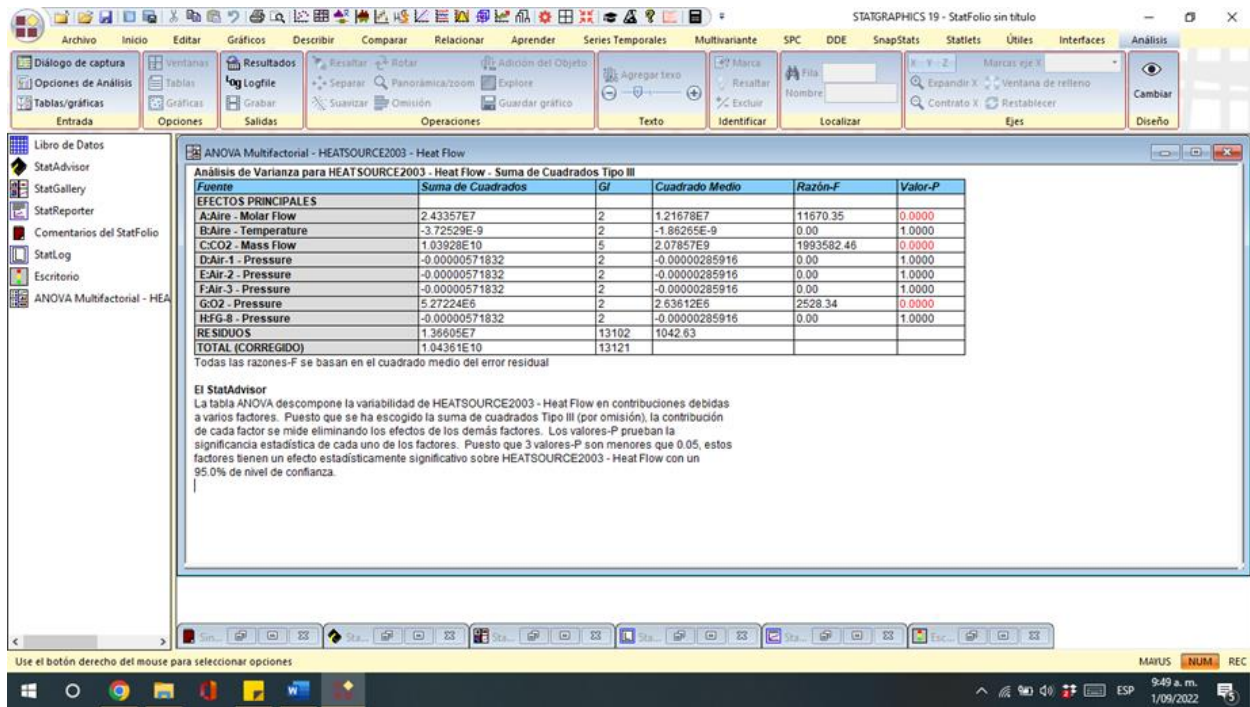 STATGRAPHICS 19 - StatFolio sin título
Archivo Inicio Editar Gráficos Describir Comparar Relacionar Aprender Series Temporales Multivariante SPC DDE SnapStats Statlets Útiles Interfaces Análisis
Diálogo de captura
Opciones de Análisis
Tablas/gráficas
Entrada
Ventanas
Tablas
Gráficas
Opciones
Resultados
Logfile
Grabar
Salidas
Resaltar Rotar Adición del Objeto
Separar Panorámica/zoom Explore
Suavizar Omisión Guardar gráfico
Operaciones
Agregar texo
Texto
Marca
Resaltar
Excluir
Identificar
Fila
Nombre
Localizar
X Y Z Marcas eje X
Expandir X Ventana de relleno
Contrato X Restablecer
Ejes
Cambiar
Diseño
Libro de Datos
StatAdvisor
StatGallery
StatReporter
Comentarios del StatFolio
StatLog
Escritorio
ANOVA Multifactorial - HEA
ANOVA Multifactorial - HEATSOURCE2003 - Heat Flow
Análisis de Varianza para HEATSOURCE2003 - Heat Flow - Suma de Cuadrados Tipo III
Fuente Suma de Cuadrados Gl Cuadrado Medio Razón-F Valor-P
EFECTOS PRINCIPALES
A:Aire - Molar Flow 2.43357E7 2 1.21678E7 11670.35 0.0000
B:Aire - Temperature -3.72529E-9 2 -1.86265E-9 0.00 1.0000
C:CO2 - Mass Flow 1.03928E10 5 2.07857E9 1993582.46 0.0000
D:Air-1 - Pressure -0.00000571832 2 -0.00000285916 0.00 1.0000
E:Air-2 - Pressure -0.00000571832 2 -0.00000285916 0.00 1.0000
F:Air-3 - Pressure -0.00000571832 2 -0.00000285916 0.00 1.0000
G:O2 - Pressure 5.27224E6 2 2.63612E6 2528.34 0.0000
H:FG-8 - Pressure -0.00000571832 2 -0.00000285916 0.00 1.0000
RESIDUOS 1.36605E7 13102 1042.63
TOTAL (CORREGIDO) 1.04361E10 13121
Todas las razones-F se basan en el cuadrado medio del error residual
El StatAdvisor
La tabla ANOVA descompone la variabilidad de HEATSOURCE2003 - Heat Flow en contribuciones debidas
a varios factores. Puesto que se ha escogido la suma de cuadrados Tipo III (por omisión), la contribución
de cada factor se mide eliminando los efectos de los demás factores. Los valores-P prueban la
significancia estadística de cada uno de los factores. Puesto que 3 valores-P son menores que 0.05, estos
factores tienen un efecto estadísticamente significativo sobre HEATSOURCE2003 - Heat Flow con un
95.0% de nivel de confianza.
Sin... Sta... Sta... Sta... Sta... Esc...
Use el botón derecho del mouse para seleccionar opciones
MAYUS NUM REC
ESP
9:49 a. m.
1/09/2022
5